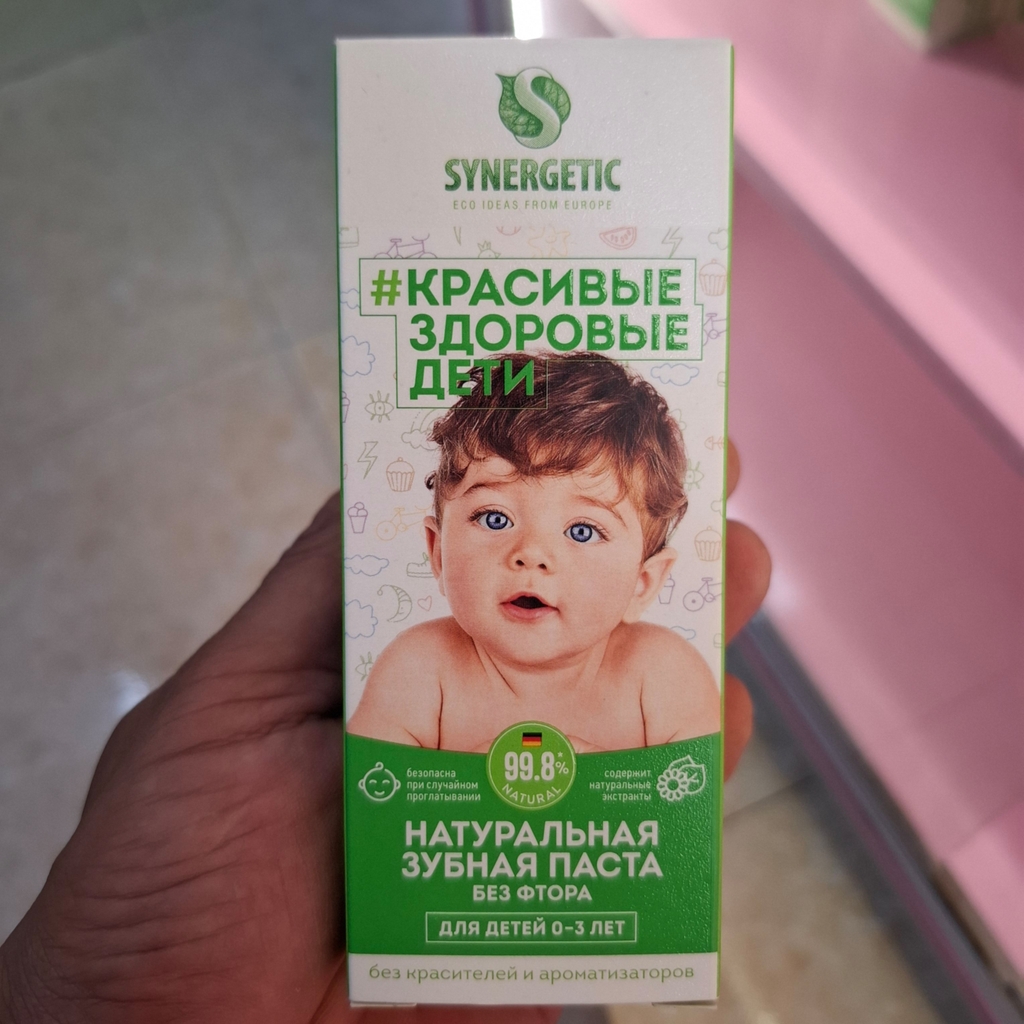 SYNERGETIC
ECO IDEAS FROM EUROPE
#КРАСИВЫЕ
ЗДОРОВЫЕ
ДЕТИ
безопасна
при случайном
проглатывании
99.8*%
NATURAL
содержит
натуральные
экстракты
НАТУРАЛЬНАЯ
ЗУБНАЯ ПАСТА
БЕЗ ФТОРА
ДЛЯ ДЕТЕЙ 0-3 ЛЕТ
без красителей и ароматизаторов